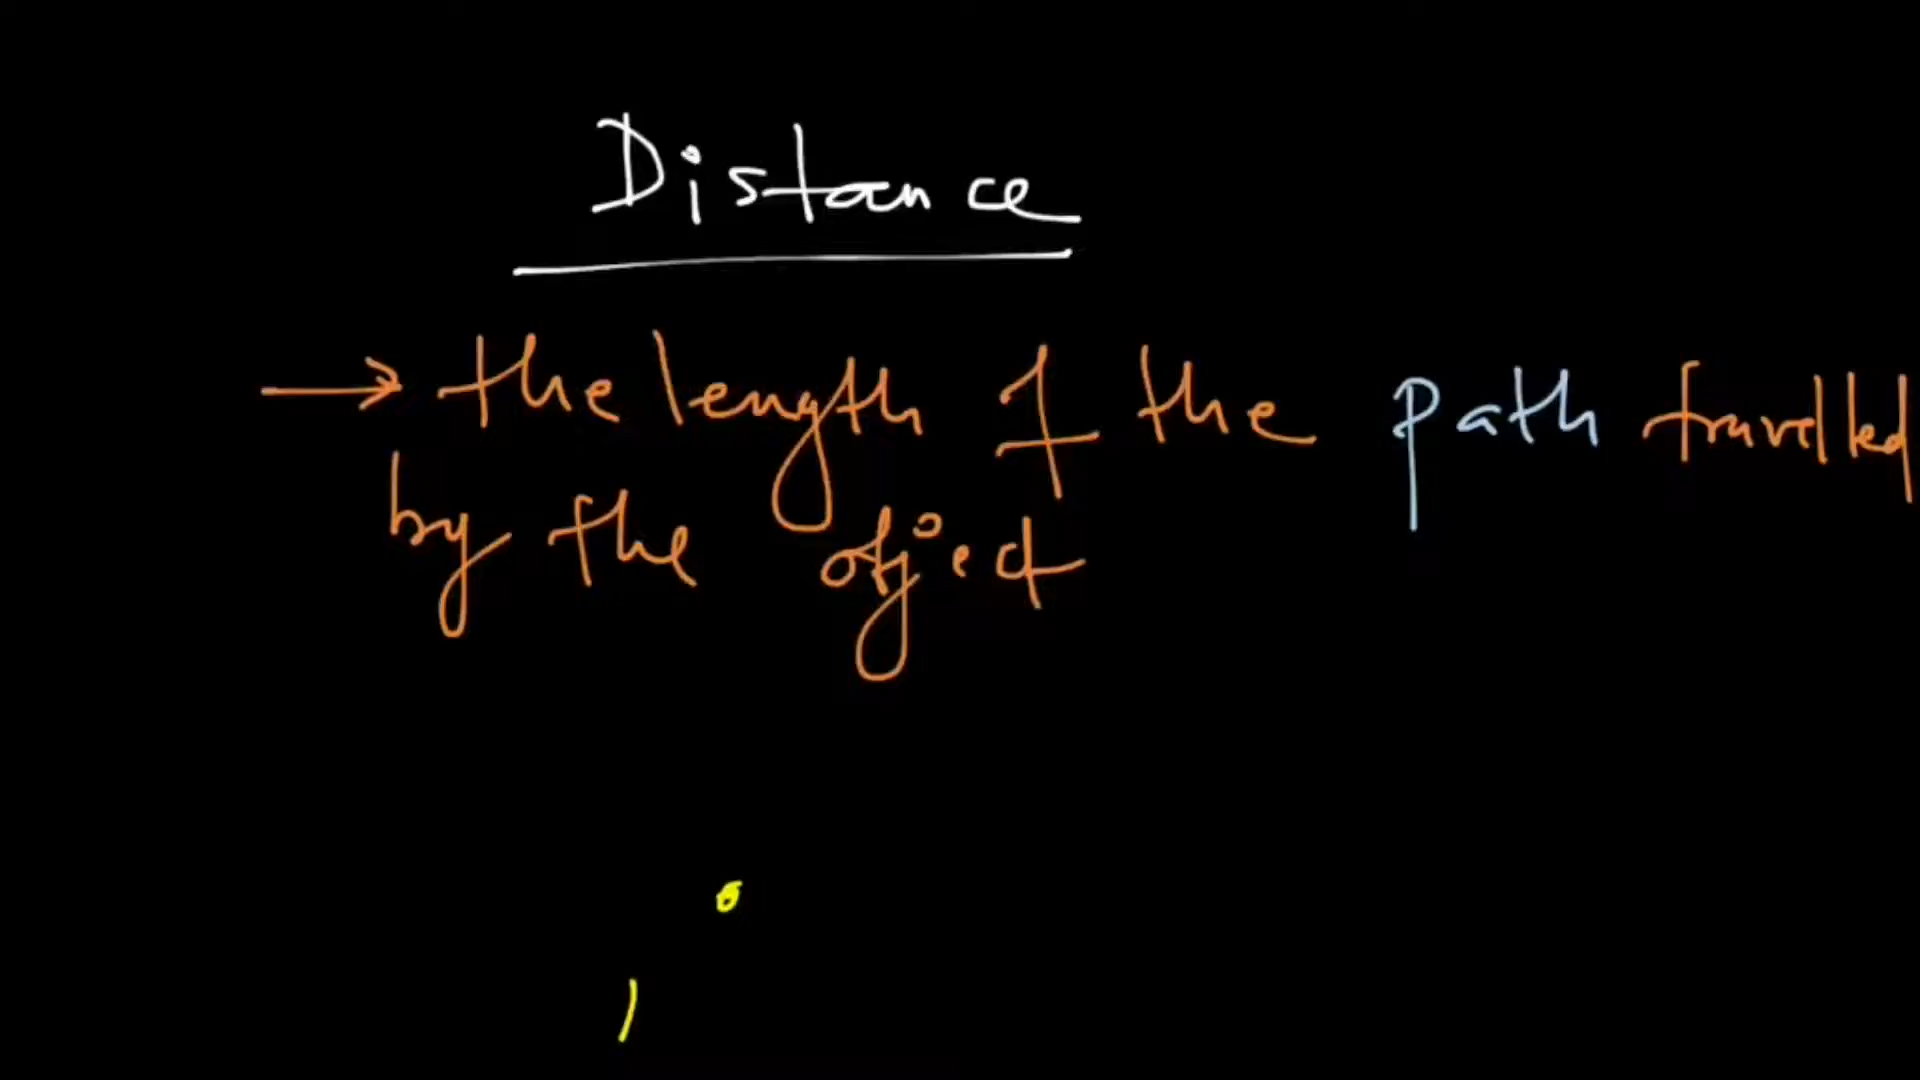 Distance
→ the length of the path travelled
by the object